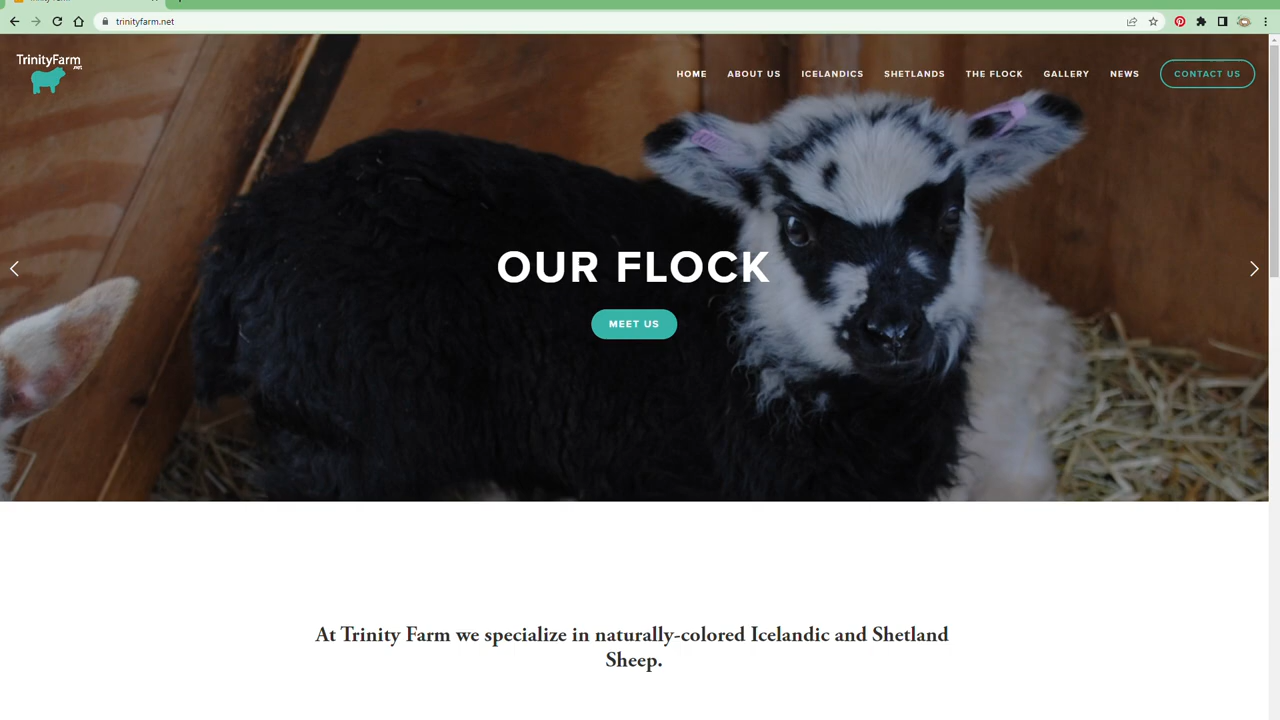 trinityfarm.net
TrinityFarm
.net
HOME ABOUT US ICELANDICS SHETLANDS THE FLOCK GALLERY NEWS CONTACT US
OUR FLOCK
MEET US
At Trinity Farm we specialize in naturally-colored Icelandic and Shetland
Sheep.